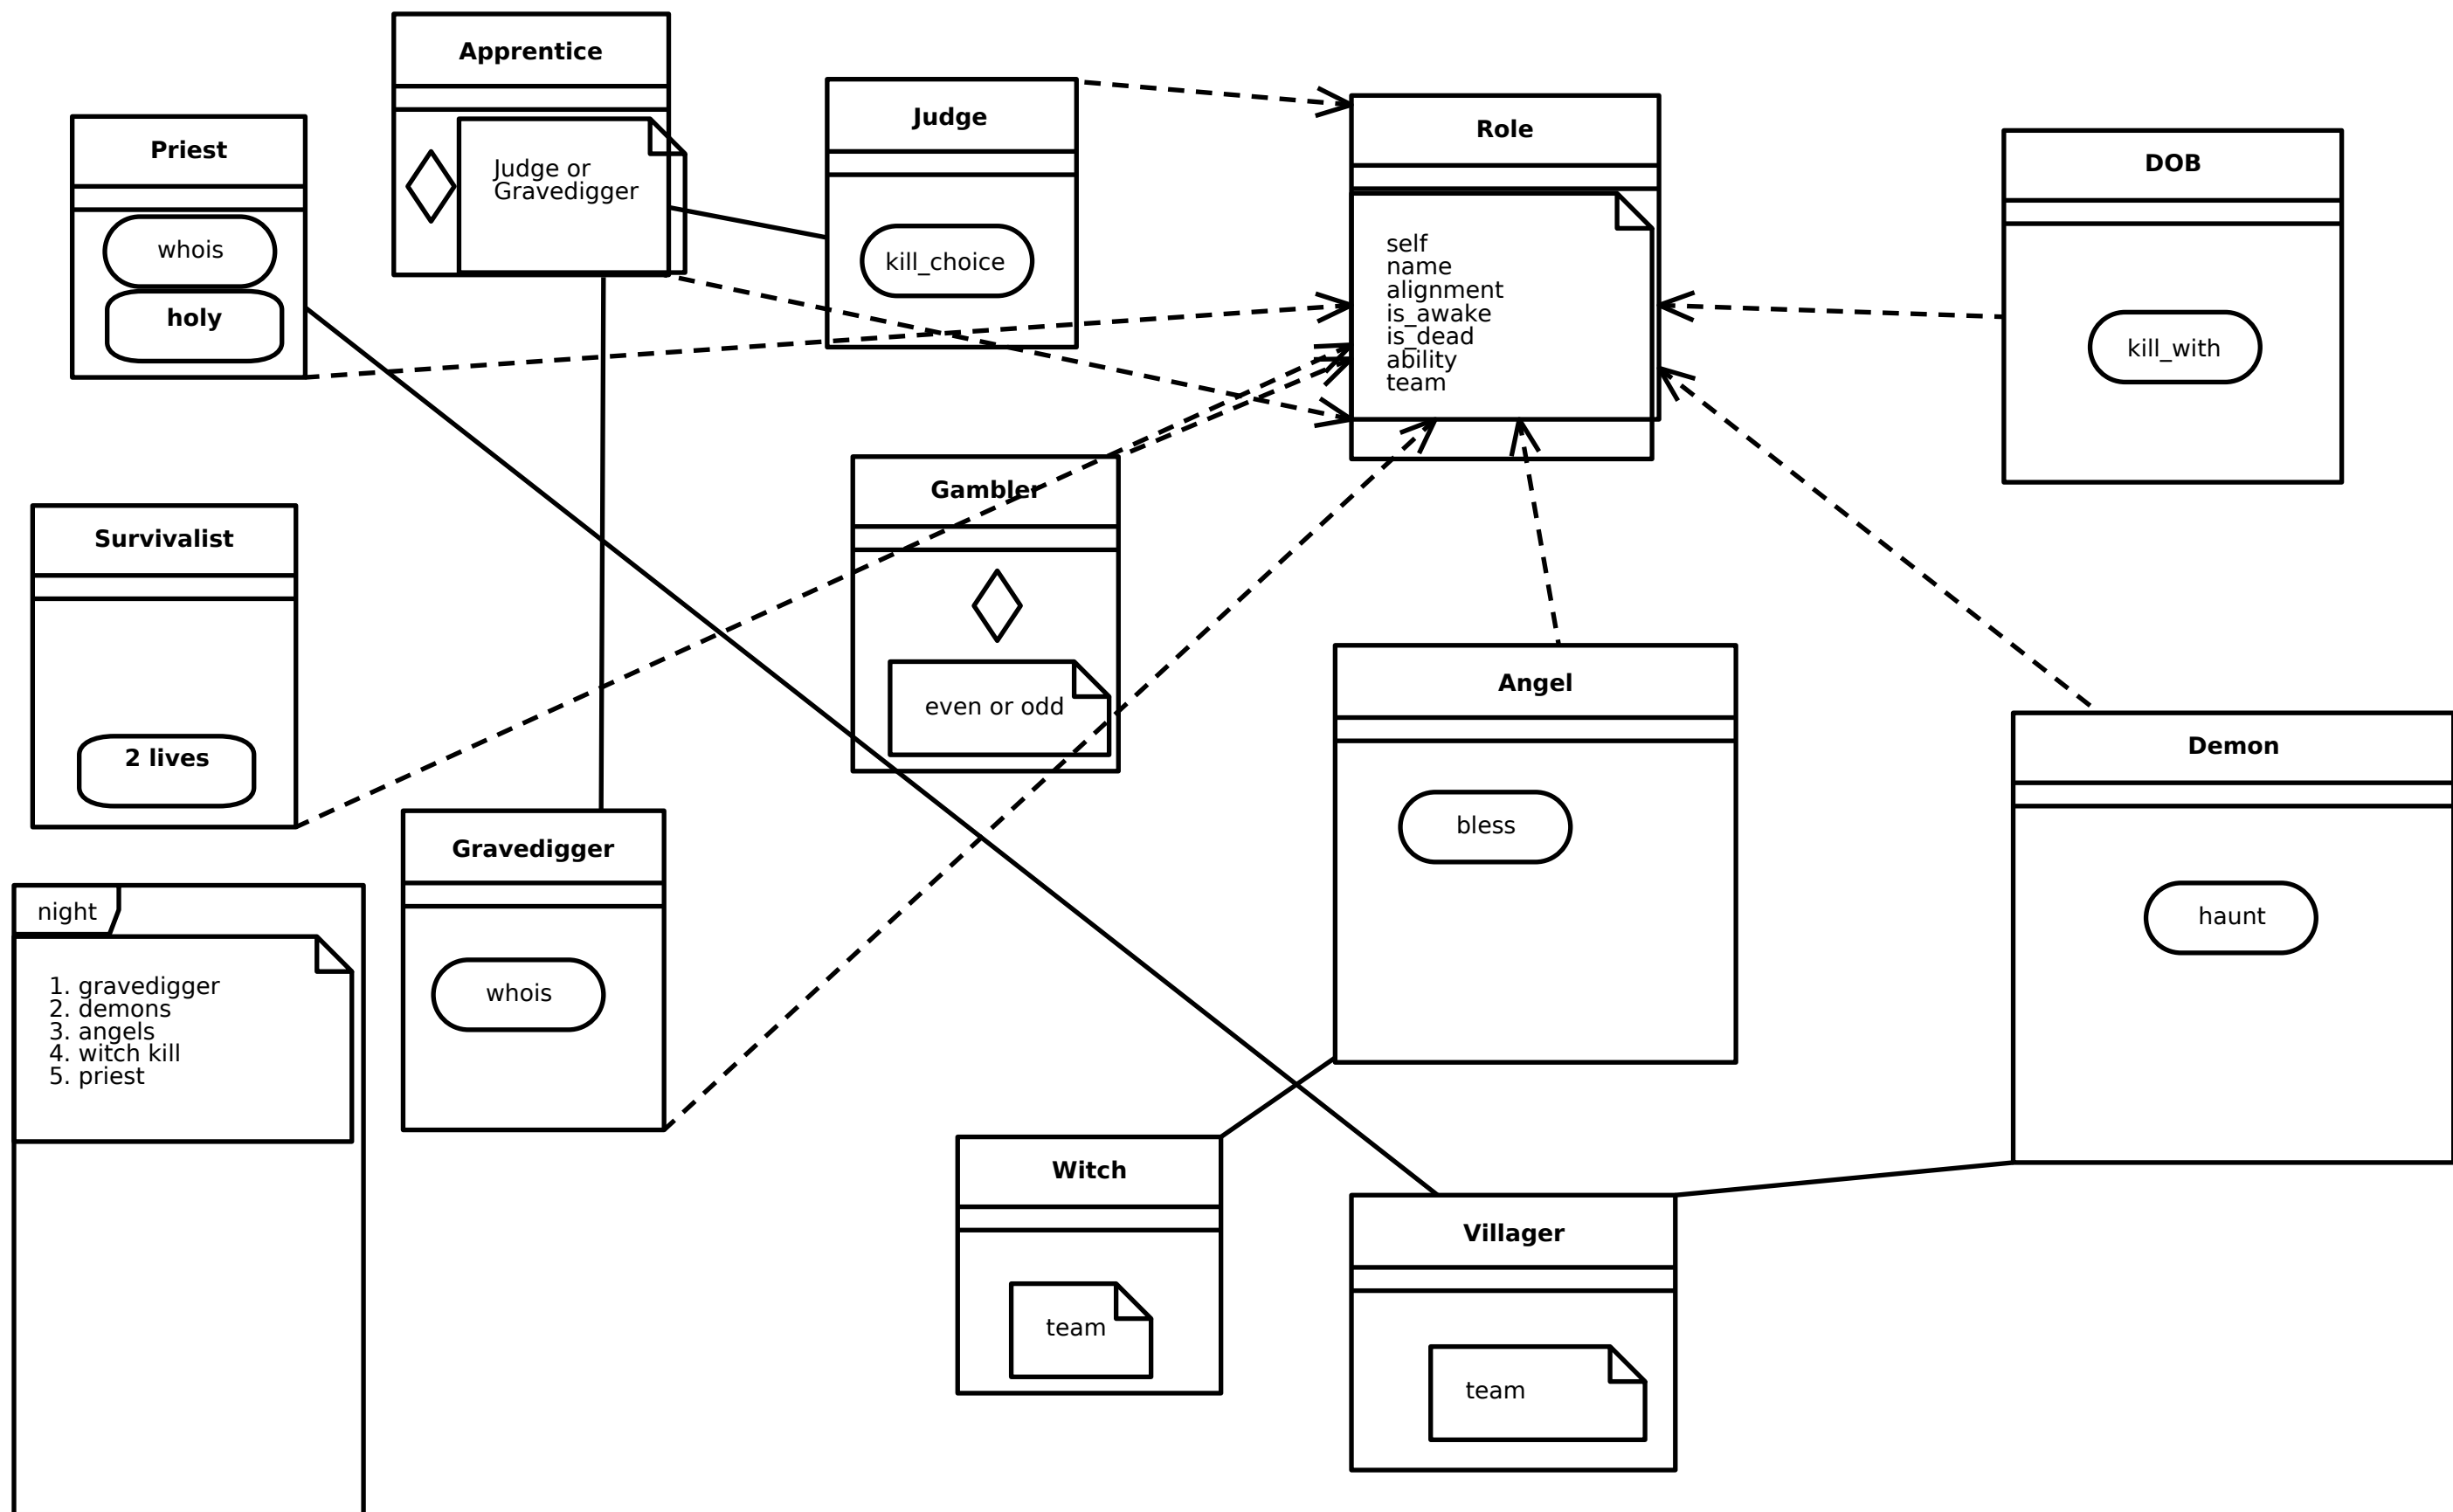 Apprentice
Judge or
Gravedigger
Priest
whois
holy
Judge
kill_choice
Role
self
name
alignment
is_awake
is_dead
ability
team
DOB
kill_with
Survivalist
2 lives
Gambler
even or odd
Angel
bless
Demon
haunt
Gravedigger
whois
night
1. gravedigger
2. demons
3. angels
4. witch kill
5. priest
Witch
team
Villager
team